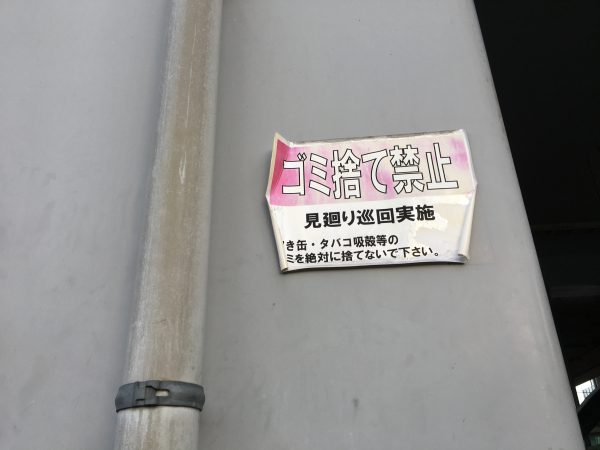 ゴミ捨て禁止
見廻り巡回実施
き缶・タバコ吸殻等の
ミを絶対に捨てないで下さい。